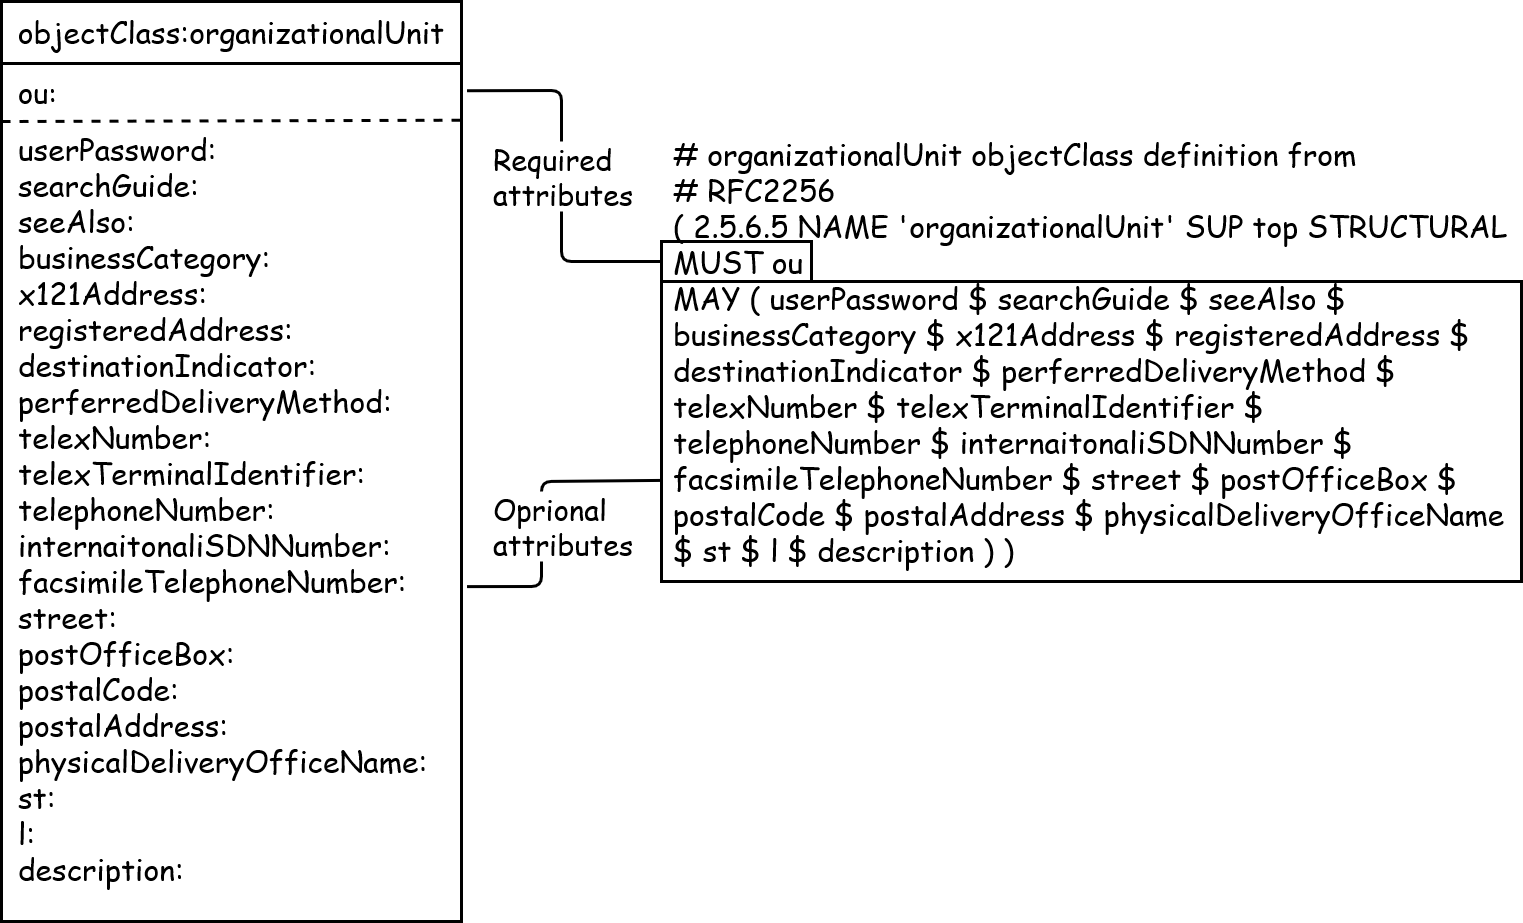 objectClass:organizationalUnit
ou:
userPassword:
searchGuide:
seeAlso:
businessCategory:
x121Address:
registeredAddress:
destinationIndicator:
perferredDeliveryMethod:
telexNumber:
telexTerminalIdentifier:
telephoneNumber:
internaitonaliSDNNumber:
facsimileTelephoneNumber:
street:
postOfficeBox:
postalCode:
postalAddress:
physicalDeliveryOfficeName:
st:
l:
description:
Required
attributes
Oprional
attributes
# organizationalUnit objectClass definition from
# RFC2256
( 2.5.6.5 NAME 'organizationalUnit' SUP top STRUCTURAL
MUST ou
MAY ( userPassword $ searchGuide $ seeAlso $
businessCategory $ x121Address $ registeredAddress $
destinationIndicator $ perferredDeliveryMethod $
telexNumber $ telexTerminalIdentifier $
telephoneNumber $ internaitonaliSDNNumber $
facsimileTelephoneNumber $ street $ postOfficeBox $
postalCode $ postalAddress $ physicalDeliveryOfficeName
$ st $ l $ description ) )